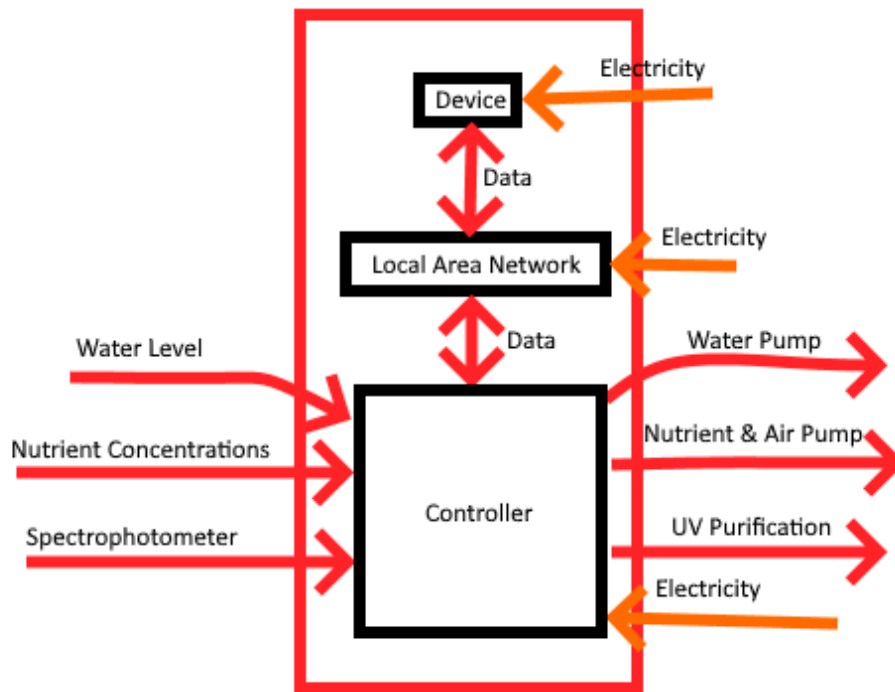 Electricity
Device
Data
Electricity
Local Area Network
Data
Water Level
Water Pump
Nutrient Concentrations
Nutrient & Air Pump
Controller
Spectrophotometer
UV Purification
Electricity